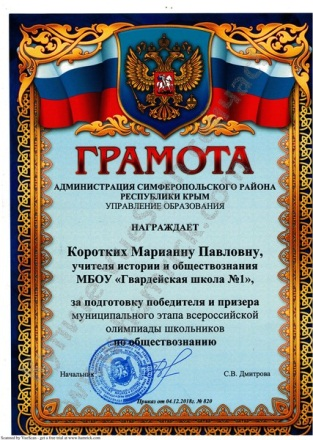 ГРАМОТА
АДМИНИСТРАЦИЯ СИМФЕРОПОЛЬСКОГО РАЙОНА
РЕСПУБЛИКИ КРЫМ
УПРАВЛЕНИЕ ОБРАЗОВАНИЯ
НАГРАЖДАЕТ
Коротких Марианну Павловну,
учителя истории и обществознания
МБОУ «Гвардейская школа №1»,
за подготовку победителя и призера
муниципального этапа всероссийской
олимпиады школьников
по обществознанию
Начальник
С.В. Дмитрова
Приказ от 04.12.2018г. № 820